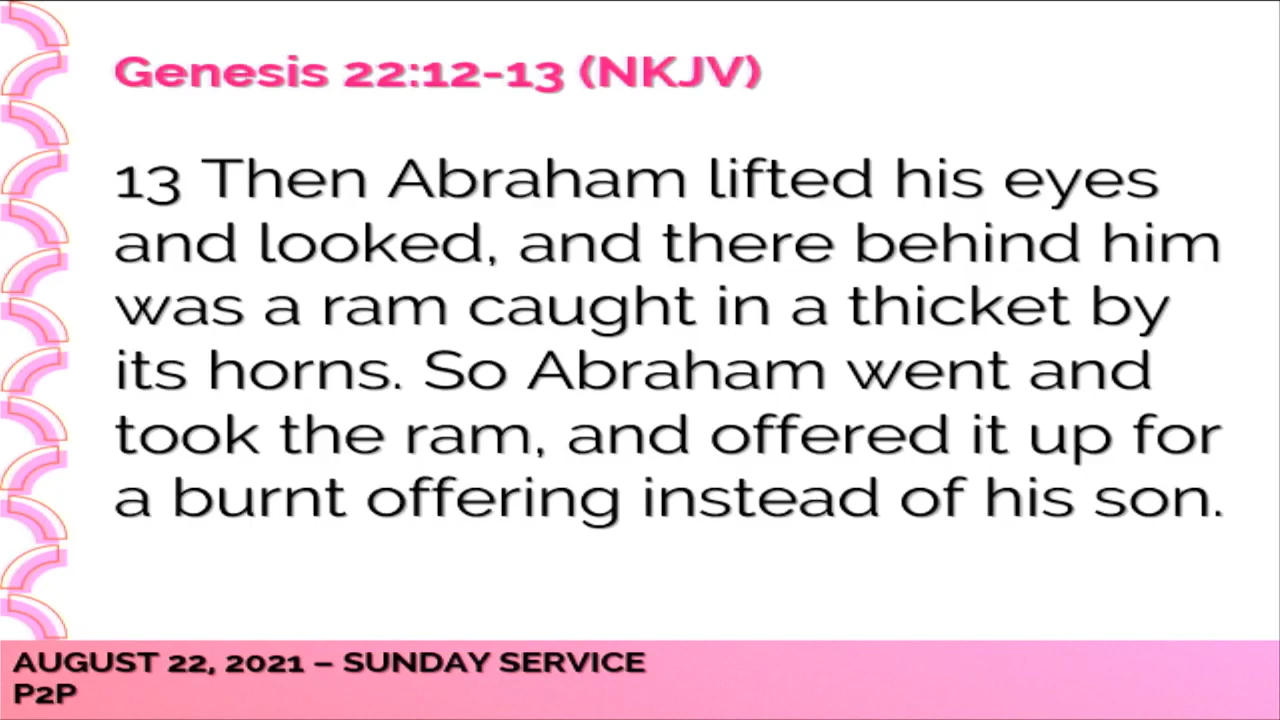 Genesis 22:12-13 (NKJV)
13 Then Abraham lifted his eyes
and looked, and there behind him
was a ram caught in a thicket by
its horns. So Abraham went and
took the ram, and offered it up for
a burnt offering instead of his son.
AUGUST 22, 2021 – SUNDAY SERVICE
P2P